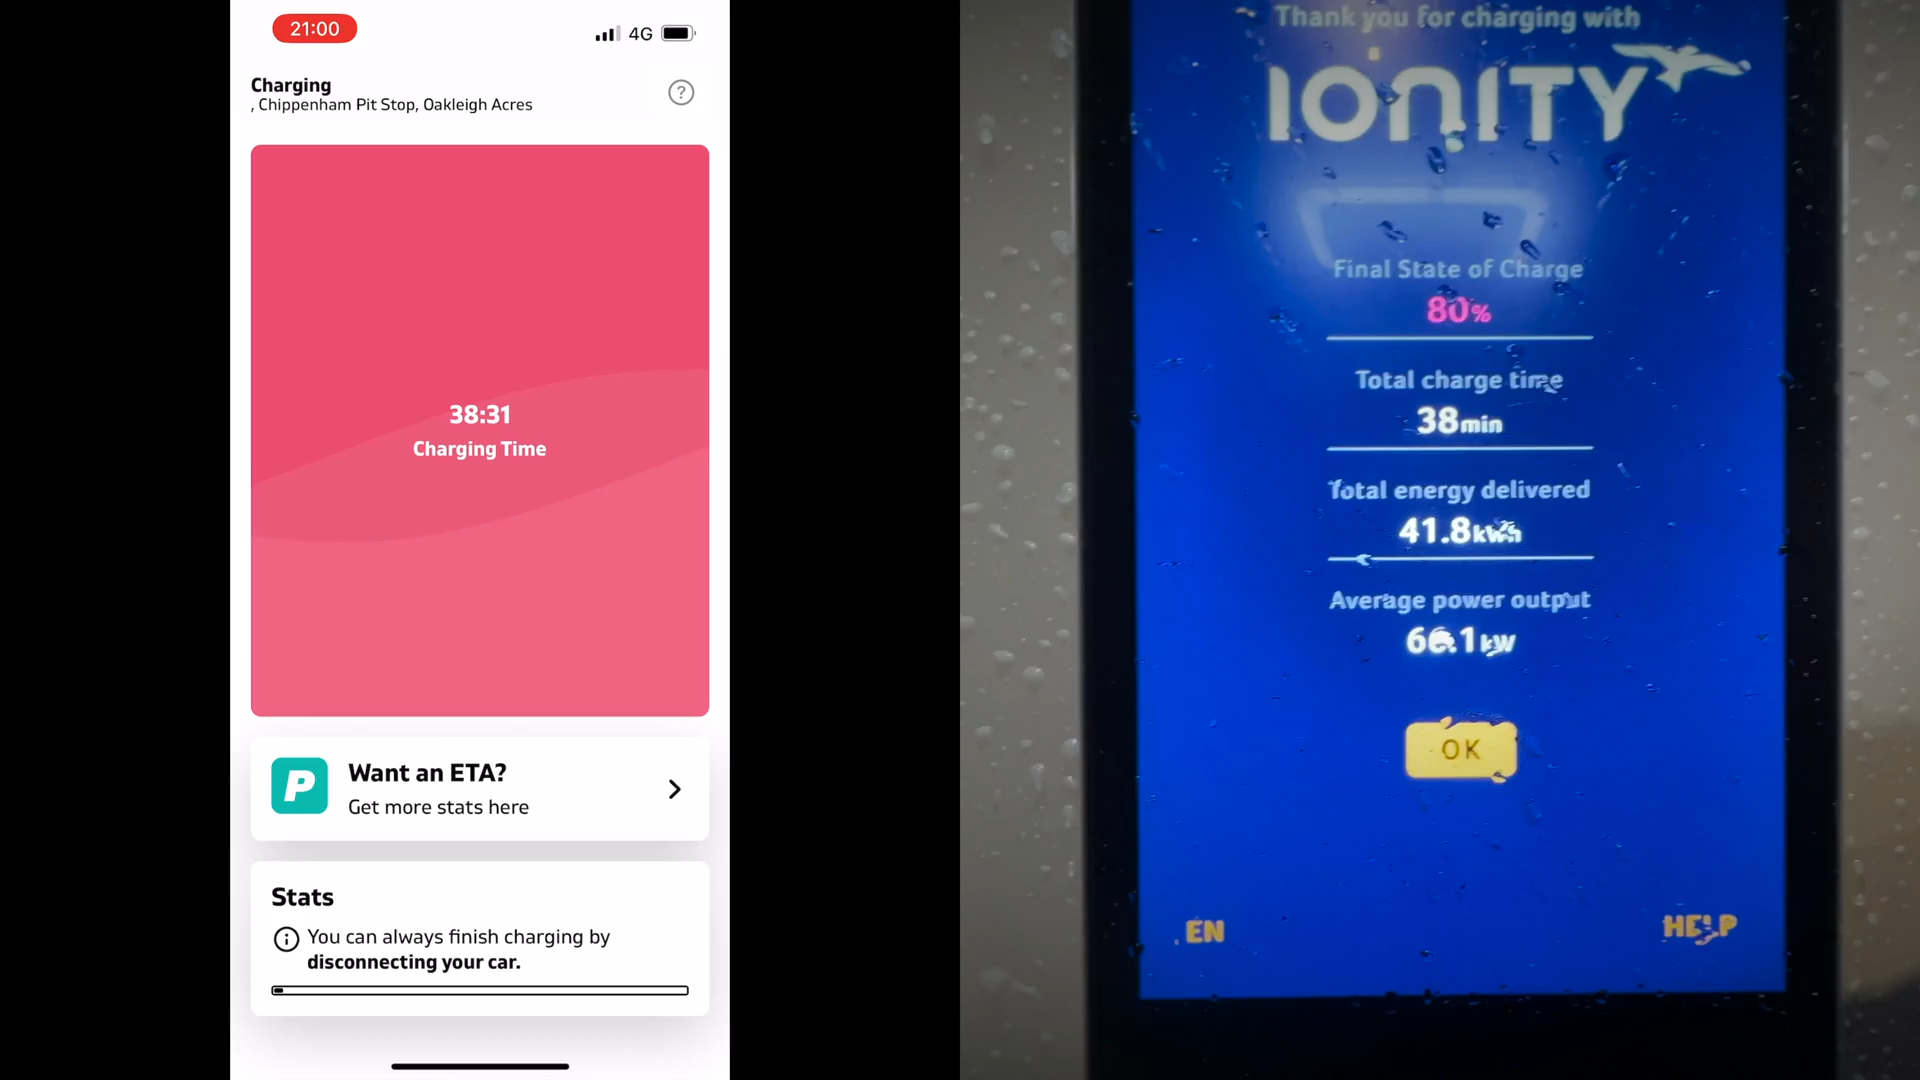 21:00
4G
Charging
, Chippenham Pit Stop, Oakleigh Acres
?
38:31
Charging Time
P
Want an ETA?
Get more stats here
Stats
You can always finish charging by
disconnecting your car.
Thank you for charging with
IONITY
Final State of Charge
80%
Total charge time
38min
Total energy delivered
41.8kWh
Average power output
66.1kW
OK
EN
HELP